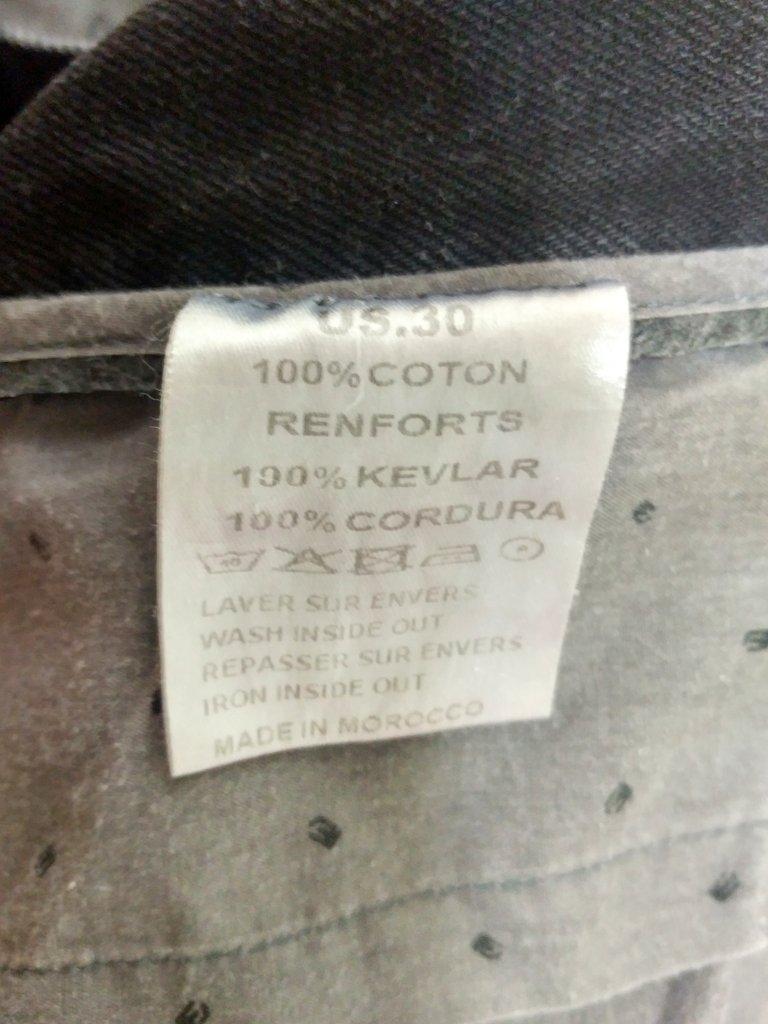 US.30
100% COTON
RENFORTS
100% KEVLAR
100% CORDURA
LAVER SUR ENVERS
WASH INSIDE OUT
REPASSER SUR ENVERS
IRON INSIDE OUT
MADE IN MOROCCO